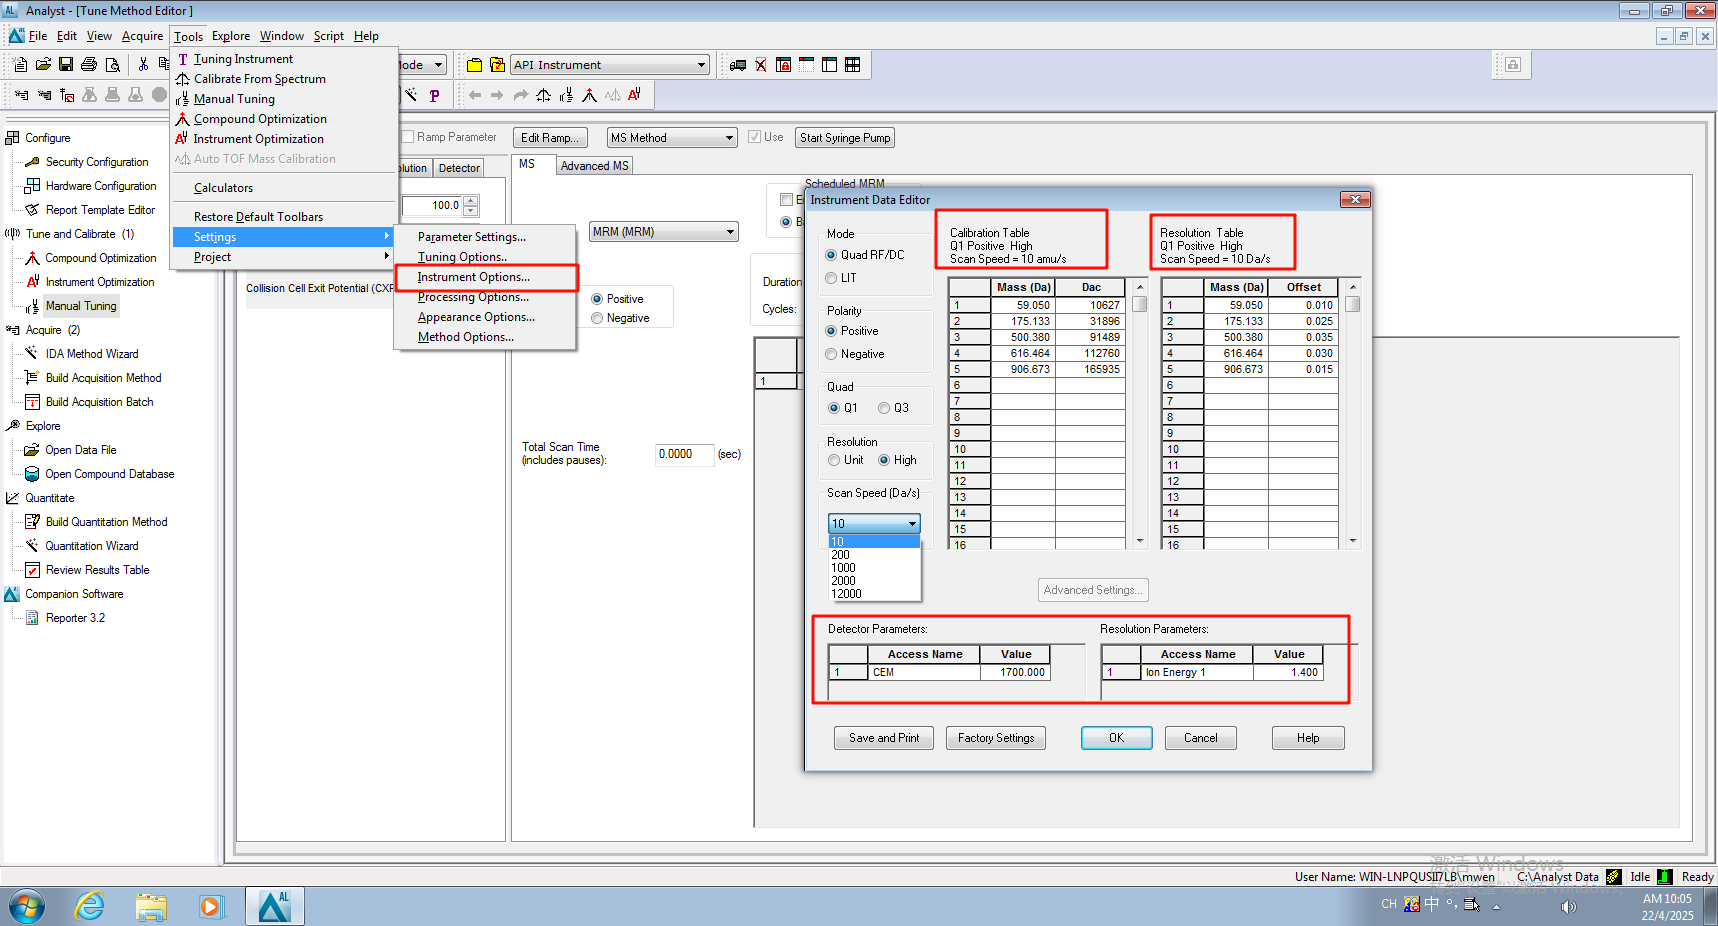 Analyst - [Tune Method Editor ]
File Edit View Acquire Tools Explore Window Script Help
Mode
API Instrument
Tuning Instrument
Calibrate From Spectrum
Manual Tuning
Compound Optimization
Instrument Optimization
Auto TOF Mass Calibration
Calculators
Restore Default Toolbars
Settings
Project
Parameter Settings...
Tuning Options..
Instrument Options...
Processing Options...
Appearance Options...
Method Options...
Configure
Security Configuration
Hardware Configuration
Report Template Editor
Tune and Calibrate (1)
Compound Optimization
Instrument Optimization
Manual Tuning
Acquire (2)
IDA Method Wizard
Build Acquisition Method
Build Acquisition Batch
Explore
Open Data File
Open Compound Database
Quantitate
Build Quantitation Method
Quantitation Wizard
Review Results Table
Companion Software
Reporter 3.2
Ramp Parameter
Edit Ramp...
MS Method
Use
Start Syringe Pump
olution
Detector
MS
Advanced MS
100.0
Collision Cell Exit Potential (CXP
MRM (MRM)
Positive
Negative
Scheduled MRM
Duration
Cycles:
1
Total Scan Time
(includes pauses):
0.0000
(sec)
Instrument Data Editor
Mode
Quad RF/DC
LIT
Polarity
Positive
Negative
Quad
Q1
Q3
Resolution
Unit
High
Scan Speed (Da/s)
10
10
200
1000
2000
12000
Calibration Table
Q1 Positive High
Scan Speed = 10 amu/s
Mass (Da) Dac
1 59.050 10627
2 175.133 31896
3 500.380 91489
4 616.464 112760
5 906.673 165935
6
7
8
9
10
11
12
13
14
15
16
Resolution Table
Q1 Positive High
Scan Speed = 10 Da/s
Mass (Da) Offset
1 59.050 0.010
2 175.133 0.025
3 500.380 0.035
4 616.464 0.030
5 906.673 0.015
6
7
8
9
10
11
12
13
14
15
16
Advanced Settings...
Detector Parameters:
Access Name Value
1 CEM 1700.000
Resolution Parameters:
Access Name Value
1 Ion Energy 1 1.400
Save and Print
Factory Settings
OK
Cancel
Help
激活 Windows
User Name: WIN-LNPQUSII7LB\mwen C:\Analyst Data Idle Ready
CH 中
AM 10:05
22/4/2025